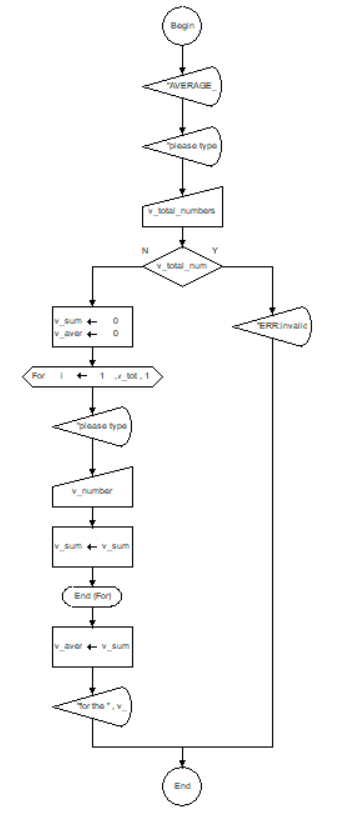 Begin
"AVERAGE_
"please type
v_total_numbers
N Y
v_total_num
v_sum ← 0
v_aver ← 0
"ERR:Invalid
For i ← 1 ,v_tot , 1
"please type
v_number
v_sum ← v_sum
End (For)
v_aver ← v_sum
"for the " , v_
End